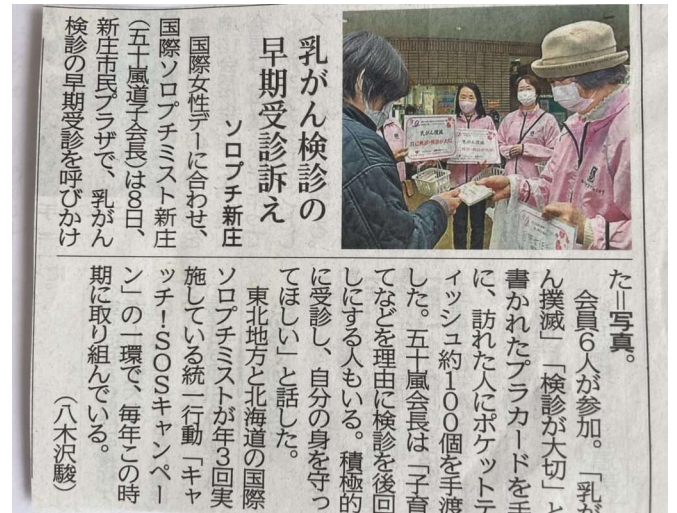 乳がん検診の
早期受診訴え
ソロプチ新庄
国際女性デーに合わせ、
国際ソロプチミスト新庄
（五十嵐道子会長）は８日、
新庄市民プラザで、乳がん
検診の早期受診を呼びかけ
た＝写真。
会員６人が参加。「乳が
ん撲滅」「検診が大切」と
書かれたプラカードを手
に、訪れた人にポケットテ
ィッシュ約１００個を手渡
した。五十嵐会長は「子育
てなどを理由に検診を後回
しにする人もいる。積極的
に受診し、自分の身を守っ
てほしい」と話した。
東北地方と北海道の国際
ソロプチミストが年３回実
施している統一行動「キャ
ッチ！ＳＯＳキャンペー
ン」の一環で、毎年この時
期に取り組んでいる。
（八木沢駿）
乳がん撲滅